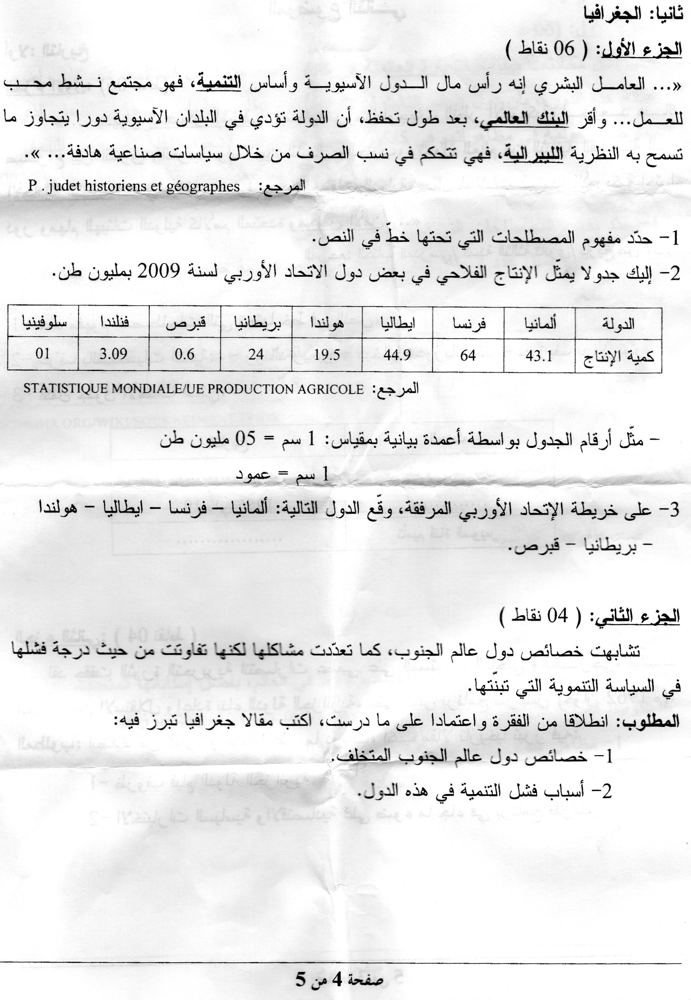 ثانيا: الجغرافيا
الجزء الأول: ( 06 نقاط )
«... العامل البشري إنه رأس مال الدول الآسيوية وأساس التنمية، فهو مجتمع نشط محب
للعمل... وأقر البنك العالمي، بعد طول تحفظ، أن الدولة تؤدي في البلدان الآسيوية دورا يتجاوز ما
تسمح به النظرية الليبرالية، فهي تتحكم في نسب الصرف من خلال سياسات صناعية هادفة... ».
المرجع: P . judet historiens et géographes
1- حدّد مفهوم المصطلحات التي تحتها خطّ في النص.
2- إليك جدولا يمثّل الإنتاج الفلاحي في بعض دول الاتحاد الأوربي لسنة 2009 بمليون طن.
الدولة ألمانيا فرنسا ايطاليا هولندا بريطانيا قبرص فنلندا سلوفينيا
كمية الإنتاج 43.1 64 44.9 19.5 24 0.6 3.09 01
المرجع: STATISTIQUE MONDIALE/UE PRODUCTION AGRICOLE
- مثّل أرقام الجدول بواسطة أعمدة بيانية بمقياس: 1 سم = 05 مليون طن
1 سم = عمود
3- على خريطة الإتحاد الأوربي المرفقة، وقّع الدول التالية: ألمانيا – فرنسا – ايطاليا – هولندا
– بريطانيا – قبرص.
الجزء الثاني: ( 04 نقاط )
تشابهت خصائص دول عالم الجنوب، كما تعدّدت مشاكلها لكنها تفاوتت من حيث درجة فشلها
في السياسة التنموية التي تبنّتها.
المطلوب: انطلاقا من الفقرة واعتمادا على ما درست، اكتب مقالا جغرافيا تبرز فيه:
1- خصائص دول عالم الجنوب المتخلف.
2- أسباب فشل التنمية في هذه الدول.
صفحة 4 من 5